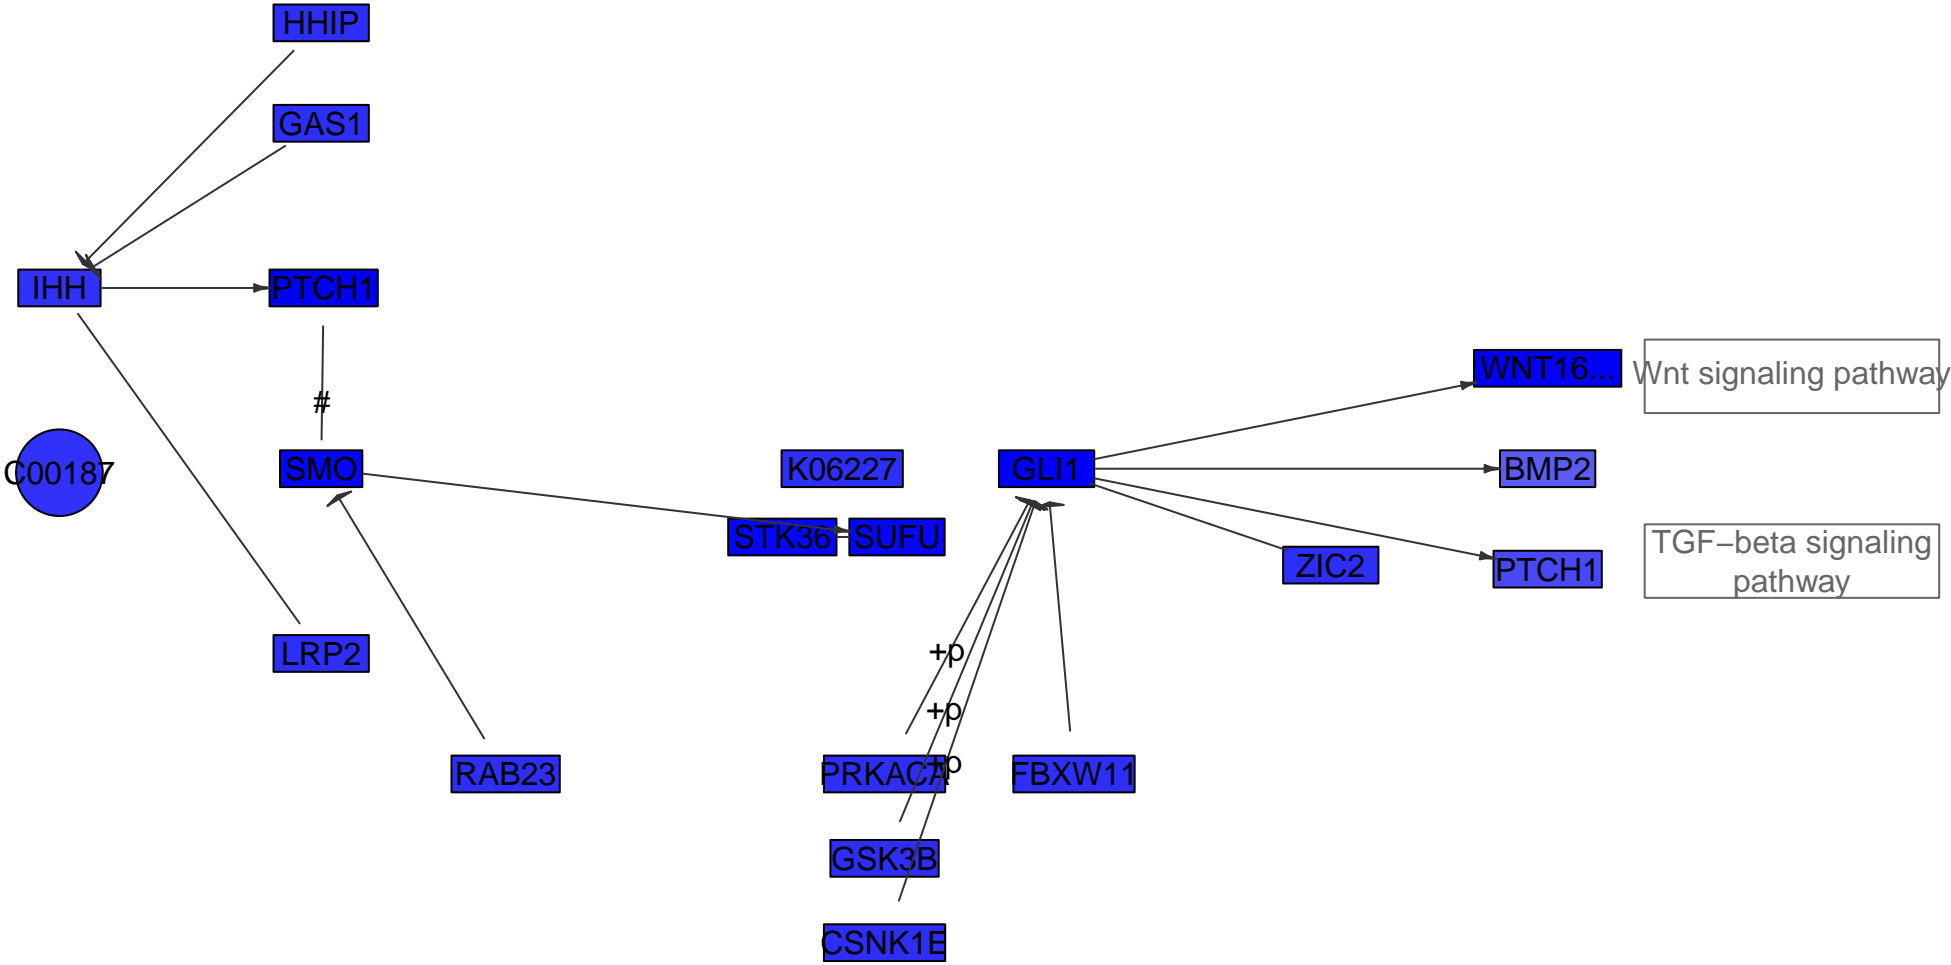 HHIP
GAS1
IHH
PTCH1
WNT16...
Wnt signaling pathway
#
C00187
SMO
K06227
GLI1
BMP2
STK36
SUFU
ZIC2
PTCH1
TGF−beta signaling
pathway
LRP2
+p
+p
+p
RAB23
PRKACA
FBXW11
GSK3B
CSNK1E